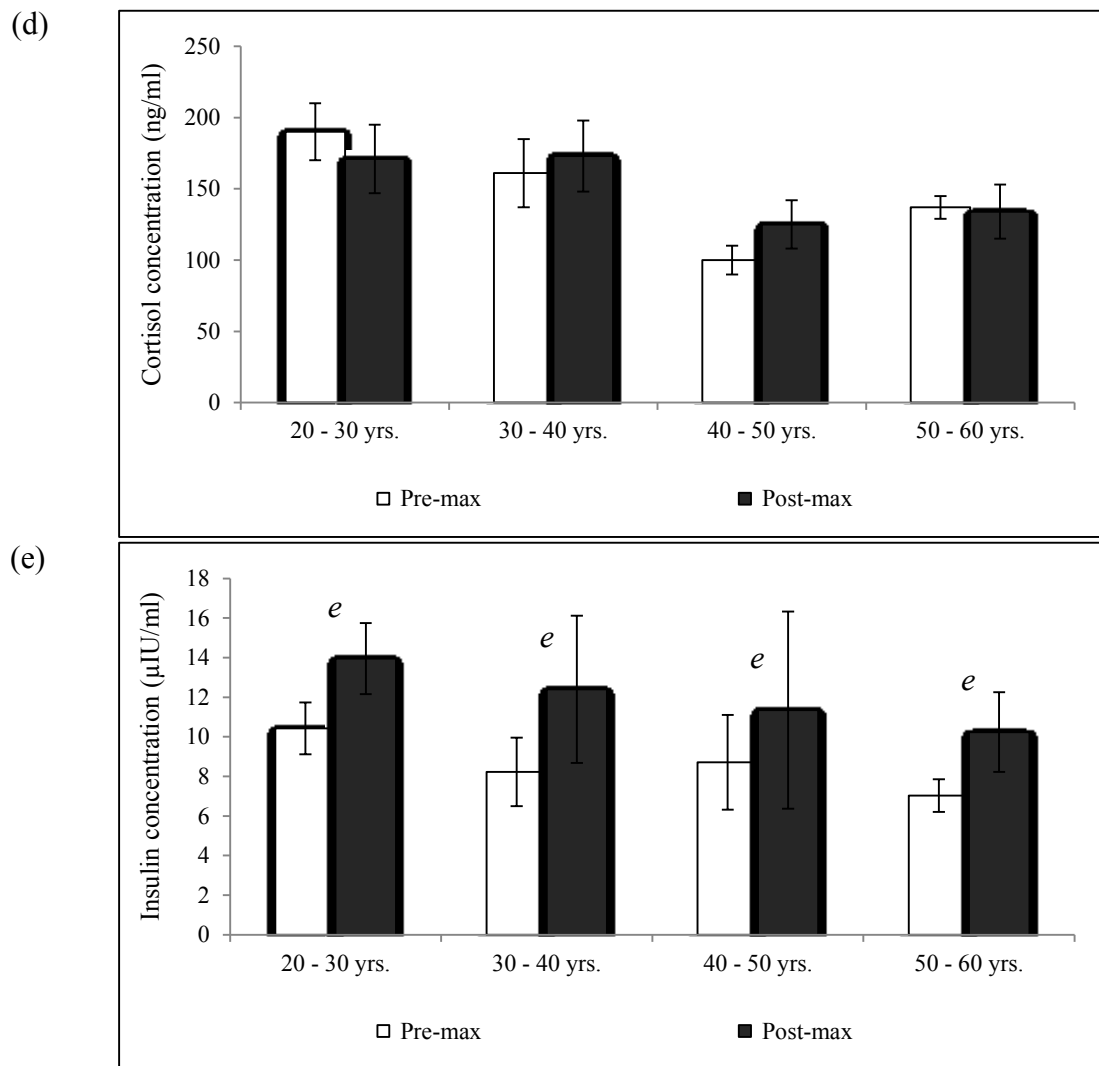 (d)
Cortisol concentration (ng/ml)
250
200
150
100
50
0
20 - 30 yrs. 30 - 40 yrs. 40 - 50 yrs. 50 - 60 yrs.
Pre-max Post-max
(e)
Insulin concentration (µIU/ml)
18
16
14
12
10
8
6
4
2
0
e e e e
20 - 30 yrs. 30 - 40 yrs. 40 - 50 yrs. 50 - 60 yrs.
Pre-max Post-max